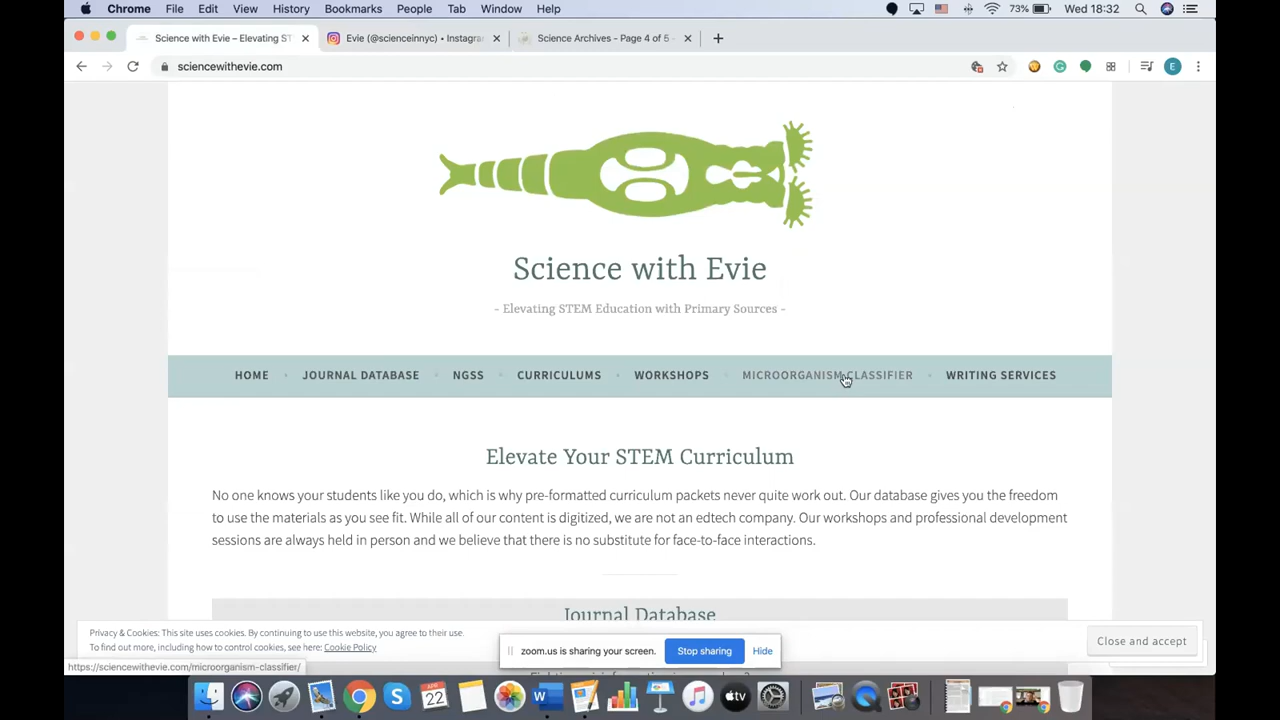 Chrome File Edit View History Bookmarks People Tab Window Help 73% Wed 18:32
Science with Evie – Elevating ST Evie (@scienceinnyc) • Instagra Science Archives - Page 4 of 5 -
sciencewithevie.com E
Science with Evie
- Elevating STEM Education with Primary Sources -
HOME JOURNAL DATABASE NGSS CURRICULUMS WORKSHOPS MICROORGANISM CLASSIFIER WRITING SERVICES
Elevate Your STEM Curriculum
No one knows your students like you do, which is why pre-formatted curriculum packets never quite work out. Our database gives you the freedom
to use the materials as you see fit. While all of our content is digitized, we are not an edtech company. Our workshops and professional development
sessions are always held in person and we believe that there is no substitute for face-to-face interactions.
Journal Database
Privacy & Cookies: This site uses cookies. By continuing to use this website, you agree to their use.
To find out more, including how to control cookies, see here: Cookie Policy
Close and accept
zoom.us is sharing your screen. Stop sharing Hide
https://sciencewithevie.com/microorganism-classifier/
APR
22
tv